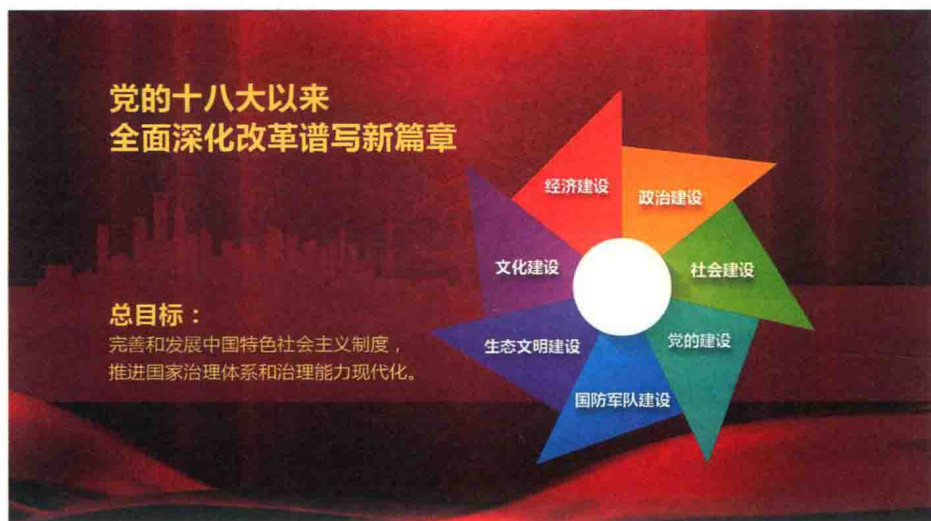 党的十八大以来
全面深化改革谱写新篇章
总目标：
完善和发展中国特色社会主义制度，
推进国家治理体系和治理能力现代化。
经济建设
政治建设
社会建设
党的建设
国防军队建设
生态文明建设
文化建设